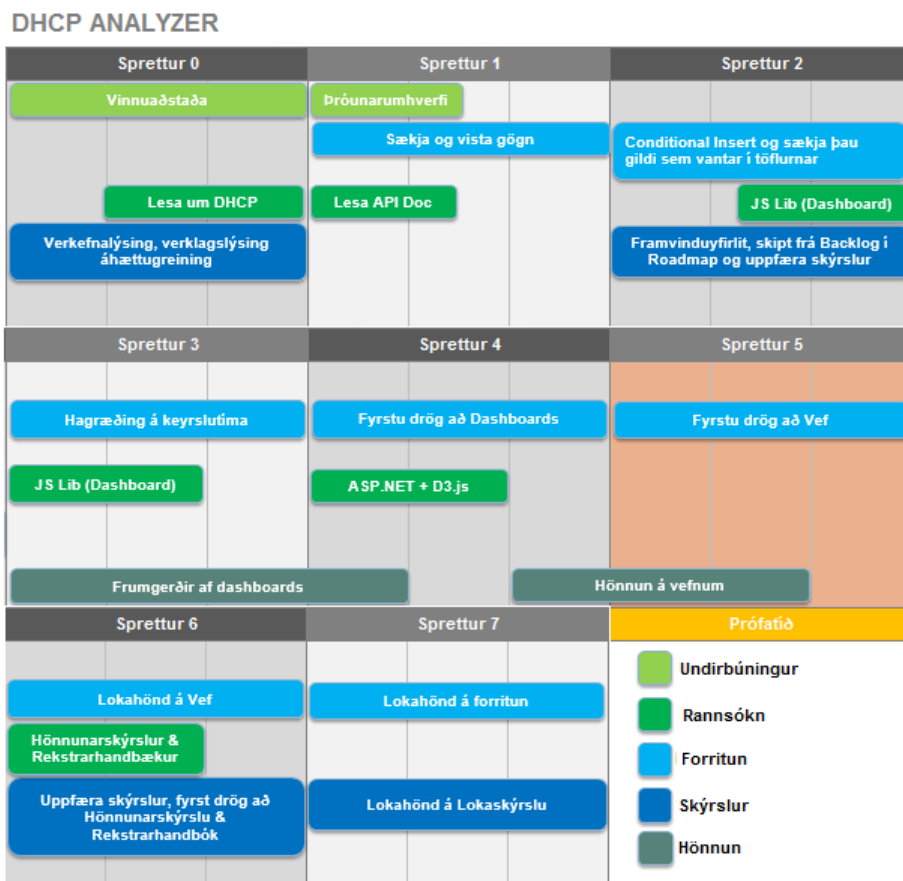 DHCP ANALYZER
Sprettur 0
Sprettur 1
Sprettur 2
Vinnuaðstaða
Þróunarumhverfi
Sækja og vista gögn
Conditional Insert og sækja þau
gildi sem vantar í töflurnar
Lesa um DHCP
Lesa API Doc
JS Lib (Dashboard)
Verkefnalýsing, verklagslýsing
áhættugreining
Framvinduyfirlit, skipt frá Backlog í
Roadmap og uppfæra skýrslur
Sprettur 3
Sprettur 4
Sprettur 5
Hagræðing á keyrslutíma
Fyrstu drög að Dashboards
Fyrstu drög að Vef
JS Lib (Dashboard)
ASP.NET + D3.js
Frumgerðir af dashboards
Hönnun á vefnum
Sprettur 6
Sprettur 7
Prófatíð
Lokahönd á Vef
Lokahönd á forritun
Hönnunarskýrslur &
Rekstrarhandbækur
Uppfæra skýrslur, fyrst drög að
Hönnunarskýrslu &
Rekstrarhandbók
Lokahönd á Lokaskýrslu
Undirbúningur
Rannsókn
Forritun
Skýrslur
Hönnun